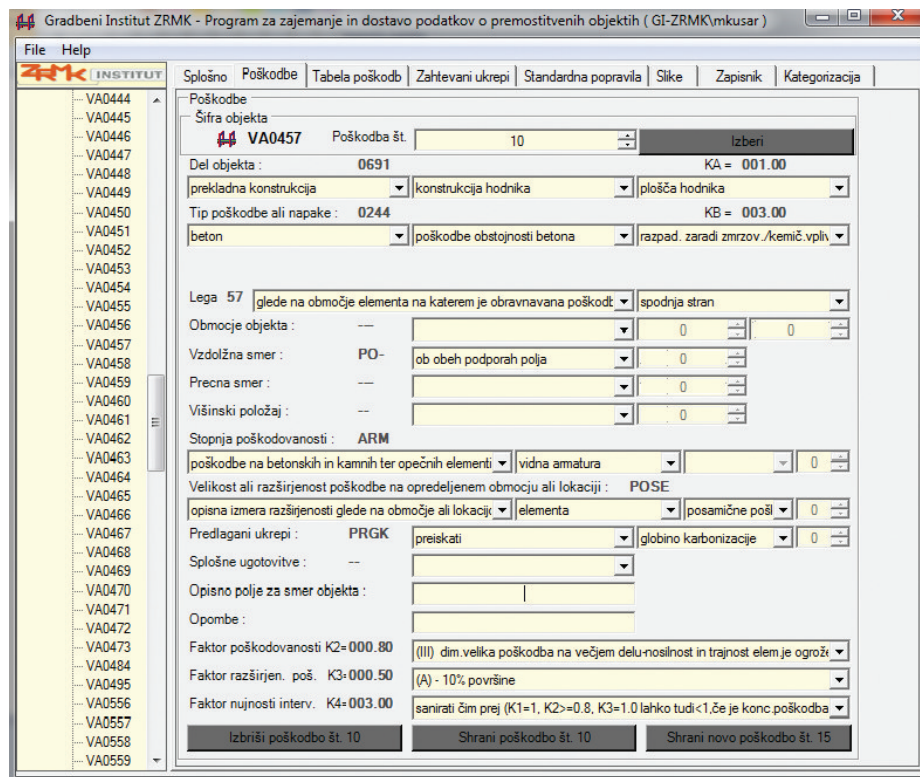 Gradbeni Institut ZRMK - Program za zajemanje in dostavo podatkov o premostitvenih objektih ( GI-ZRMK\mkusar )
File Help
ZRMK INSTITUT
Splošno Poškodbe Tabela poškodb Zahtevani ukrepi Standardna popravila Slike Zapisnik Kategorizacija
VA0444
VA0445
VA0446
VA0447
VA0448
VA0449
VA0450
VA0451
VA0452
VA0453
VA0454
VA0455
VA0456
VA0457
VA0458
VA0459
VA0460
VA0461
VA0462
VA0463
VA0464
VA0465
VA0466
VA0467
VA0468
VA0469
VA0470
VA0471
VA0472
VA0473
VA0484
VA0495
VA0556
VA0557
VA0558
VA0559
Poškodbe
Šifra objekta
VA0457 Poškodba št. 10 Izberi
Del objekta : 0691 KA = 001.00
prekladna konstrukcija konstrukcija hodnika plošča hodnika
Tip poškodbe ali napake : 0244 KB = 003.00
beton poškodbe obstojnosti betona razpad. zaradi zmrzov./kemič.vpliv
Lega 57 glede na območje elementa na katerem je obravnavana poškodb spodnja stran
Obmocje objekta : --- 0 0
Vzdolžna smer : PO- ob obeh podporah polja 0
Precna smer : --- 0
Višinski položaj : -- 0
Stopnja poškodovanosti : ARM
poškodbe na betonskih in kamnih ter opečnih elementi vidna armatura 0
Velikost ali razširjenost poškodbe na opredeljenem obmocju ali lokaciji : POSE
opisna izmera razširjenosti glede na območje ali lokacijo elementa posamične pošl 0
Predlagani ukrepi : PRGK preiskati globino karbonizacije 0
Splošne ugotovitve : --
Opisno polje za smer objekta :
Opombe :
Faktor poškodovanosti K2= 000.80 (III) dim.velika poškodba na večjem delu-nosilnost in trajnost elem.je ogrože
Faktor razširjen. poš. K3= 000.50 (A) - 10% površine
Faktor nujnosti interv. K4= 003.00 sanirati čim prej (K1=1, K2>=0.8, K3=1.0 lahko tudi<1,če je konc.poškodba
Izbriši poškodbo št. 10 Shrani poškodbo št. 10 Shrani novo poškodbo št. 15